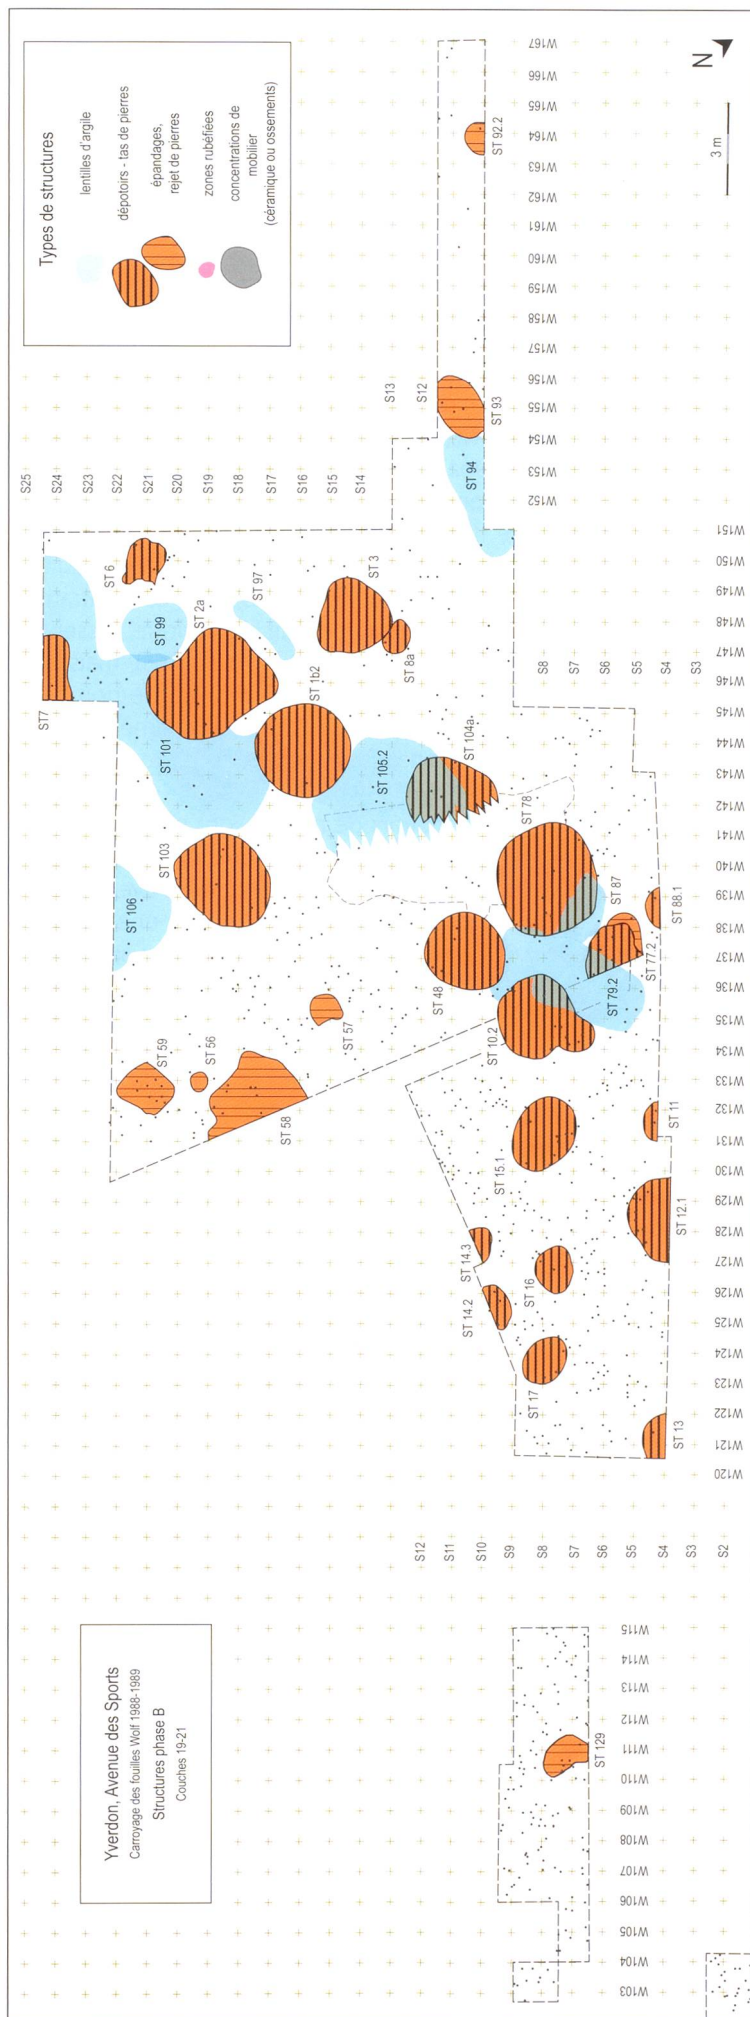 Types de structures
lentilles d'argile
dépotoirs - tas de pierres
épandages,
rejet de pierres
zones rubéfiées
concentrations de
mobilier
(céramique ou ossements)
N
3 m
W167
W166
W165
W164
W163
W162
W161
W160
W159
W158
W157
W156
W155
W154
W153
W152
W151
W150
W149
W148
W147
W146
W145
W144
W143
W142
W141
W140
W139
W138
W137
W136
W135
W134
W133
W132
W131
W130
W129
W128
W127
W126
W125
W124
W123
W122
W121
W120
W115
W114
W113
W112
W111
W110
W109
W108
W107
W106
W105
W104
W103
S25
S24
S23
S22
S21
S20
S19
S18
S17
S16
S15
S14
S13
S12
S8
S7
S6
S5
S4
S3
S12
S11
S10
S9
S8
S7
S6
S5
S4
S3
S2
ST 92.2
ST 93
ST 94
ST 6
ST 99
ST 2a
ST 97
ST 3
ST 8a
ST7
ST 101
ST 1b2
ST 105.2
ST 104a
ST 103
ST 106
ST 78
ST 87
ST 88.1
ST 77.2
ST 79.2
ST 48
ST 10.2
ST 57
ST 59
ST 56
ST 58
ST 11
ST 15.1
ST 12.1
ST 14.3
ST 16
ST 14.2
ST 17
ST 13
ST 129
Yverdon, Avenue des Sports
Carroyage des fouilles Wolf 1988-1989
Structures phase B
Couches 19-21